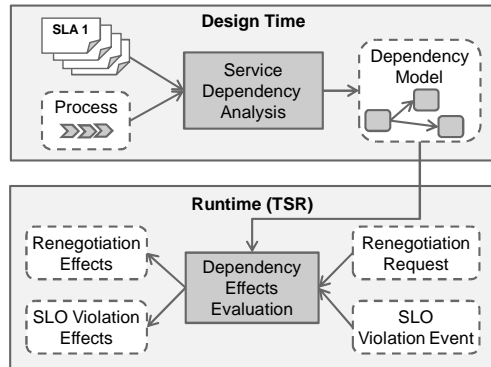 Design Time
SLA 1
Process
Service
Dependency
Analysis
Dependency
Model
Runtime (TSR)
Renegotiation
Effects
SLO Violation
Effects
Dependency
Effects
Evaluation
Renegotiation
Request
SLO
Violation Event